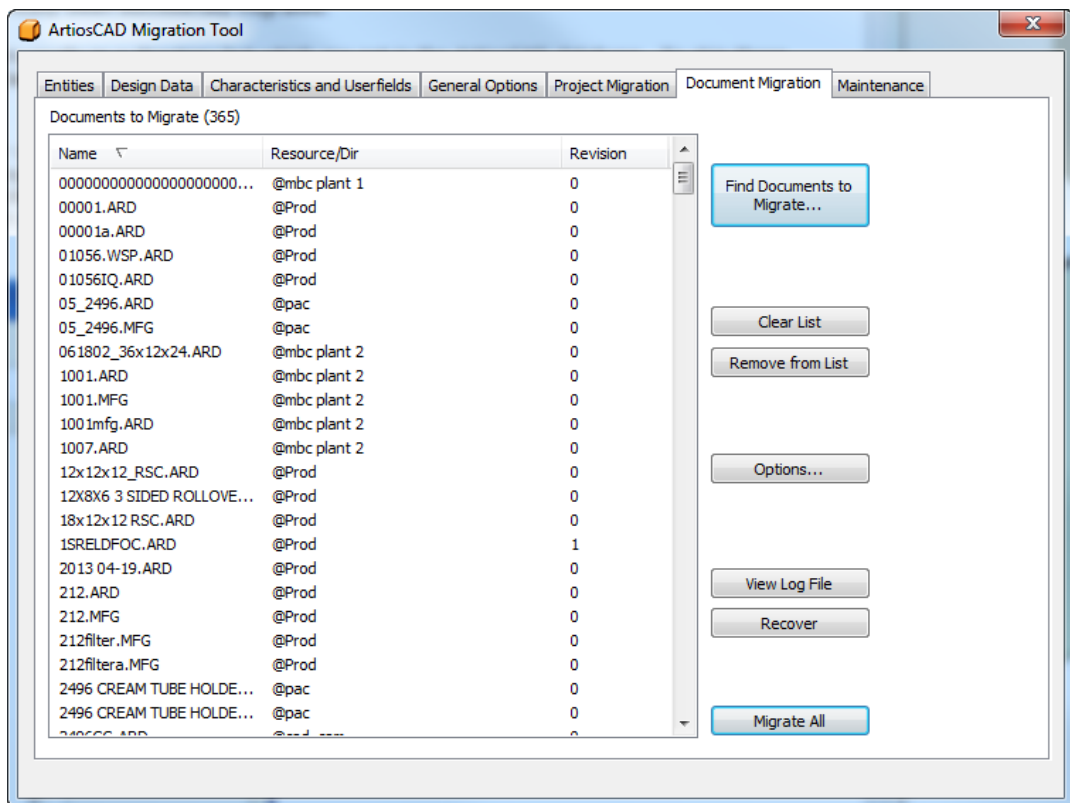 ArtiosCAD Migration Tool
Entities Design Data Characteristics and Userfields General Options Project Migration Document Migration Maintenance
Documents to Migrate (365)
Name Resource/Dir Revision
000000000000000000000... @mbc plant 1 0
00001.ARD @Prod 0
00001a.ARD @Prod 0
01056.WSP.ARD @Prod 0
01056IQ.ARD @Prod 0
05_2496.ARD @pac 0
05_2496.MFG @pac 0
061802_36x12x24.ARD @mbc plant 2 0
1001.ARD @mbc plant 2 0
1001.MFG @mbc plant 2 0
1001mfg.ARD @mbc plant 2 0
1007.ARD @mbc plant 2 0
12x12x12_RSC.ARD @Prod 0
12X8X6 3 SIDED ROLLOVE... @Prod 0
18x12x12 RSC.ARD @Prod 0
1SRELDFOC.ARD @Prod 1
2013 04-19.ARD @Prod 0
212.ARD @Prod 0
212.MFG @Prod 0
212filter.MFG @Prod 0
212filtera.MFG @Prod 0
2496 CREAM TUBE HOLDE... @pac 0
2496 CREAM TUBE HOLDE... @pac 0
Find Documents to
Migrate...
Clear List
Remove from List
Options...
View Log File
Recover
Migrate All